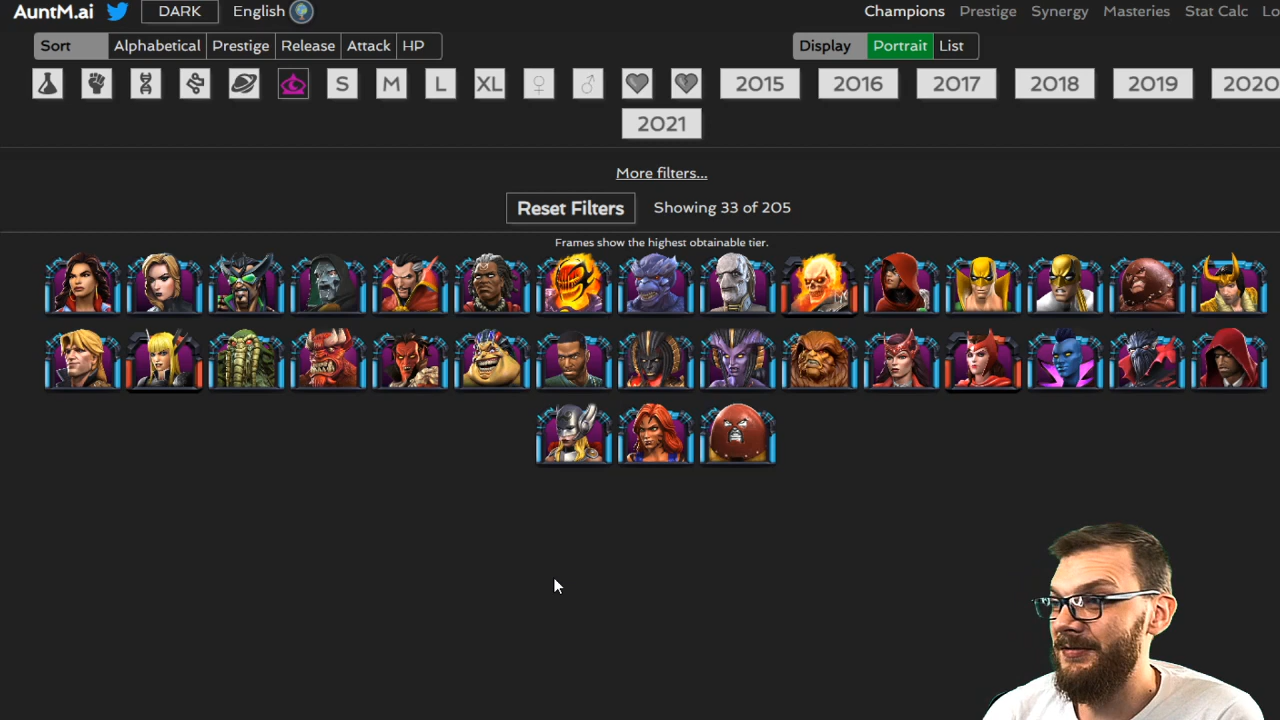 AuntM.ai DARK English Champions Prestige Synergy Masteries Stat Calc Lo
Sort Alphabetical Prestige Release Attack HP Display Portrait List
S M L XL 2015 2016 2017 2018 2019 2020
2021
More filters...
Reset Filters Showing 33 of 205
Frames show the highest obtainable tier.